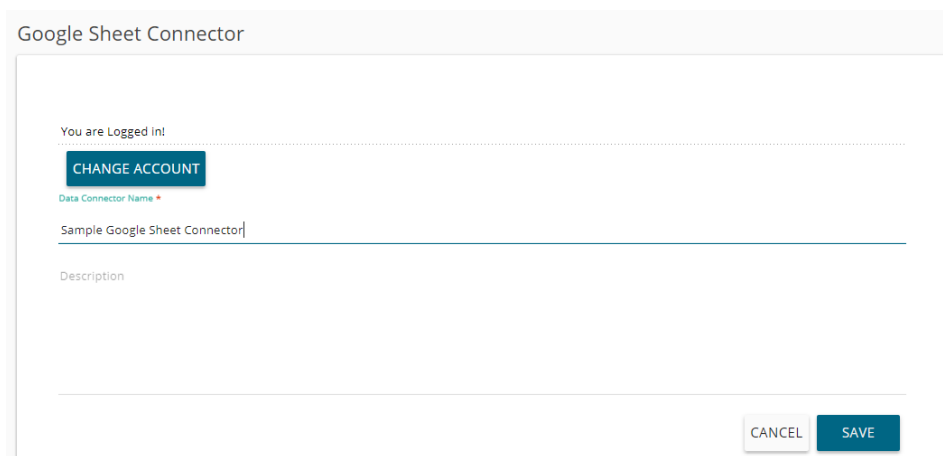 Google Sheet Connector
You are Logged in!
CHANGE ACCOUNT
Data Connector Name *
Sample Google Sheet Connector
Description
CANCEL SAVE